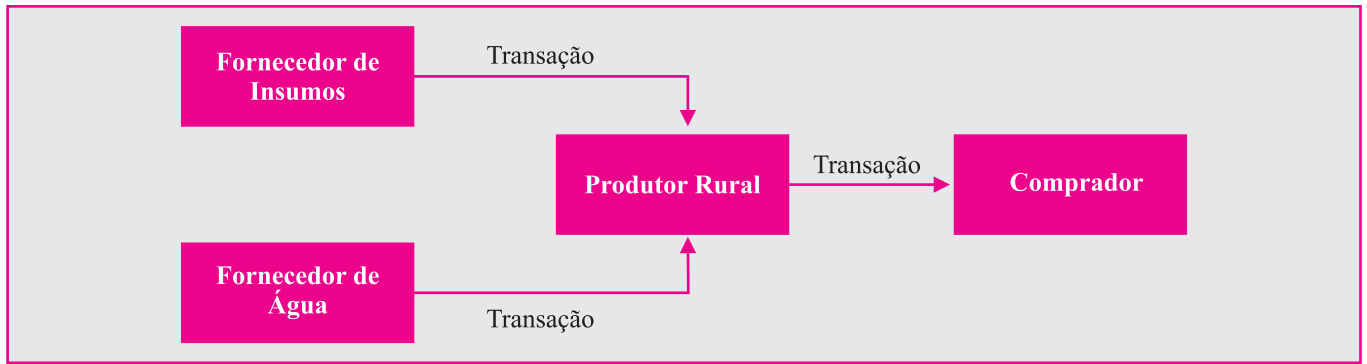 Fornecedor de
Insumos
Transação
Produtor Rural
Transação
Comprador
Fornecedor de
Água
Transação